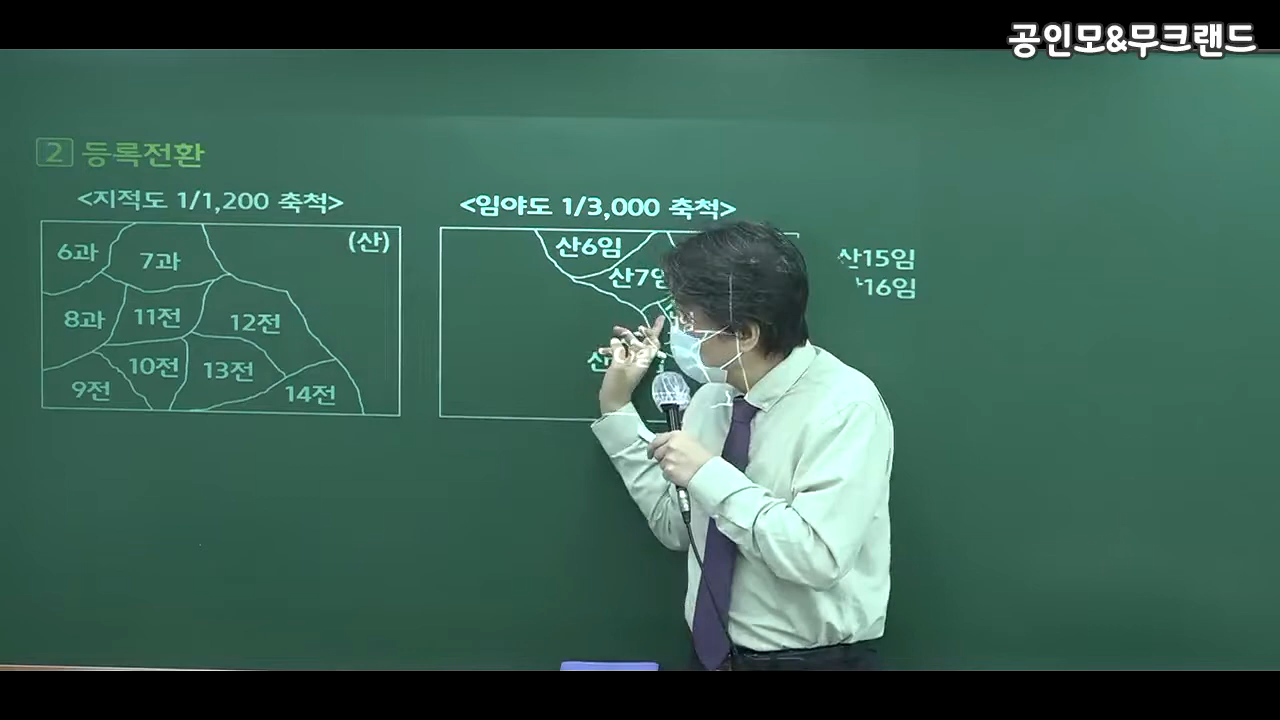 공인모&무크랜드
2 등록전환
<지적도 1/1,200 축척>
<임야도 1/3,000 축척>
6과
7과
(산)
8과
11전
12전
10전
13전
9전
14전
산6임
산7임
산
산15임
16임